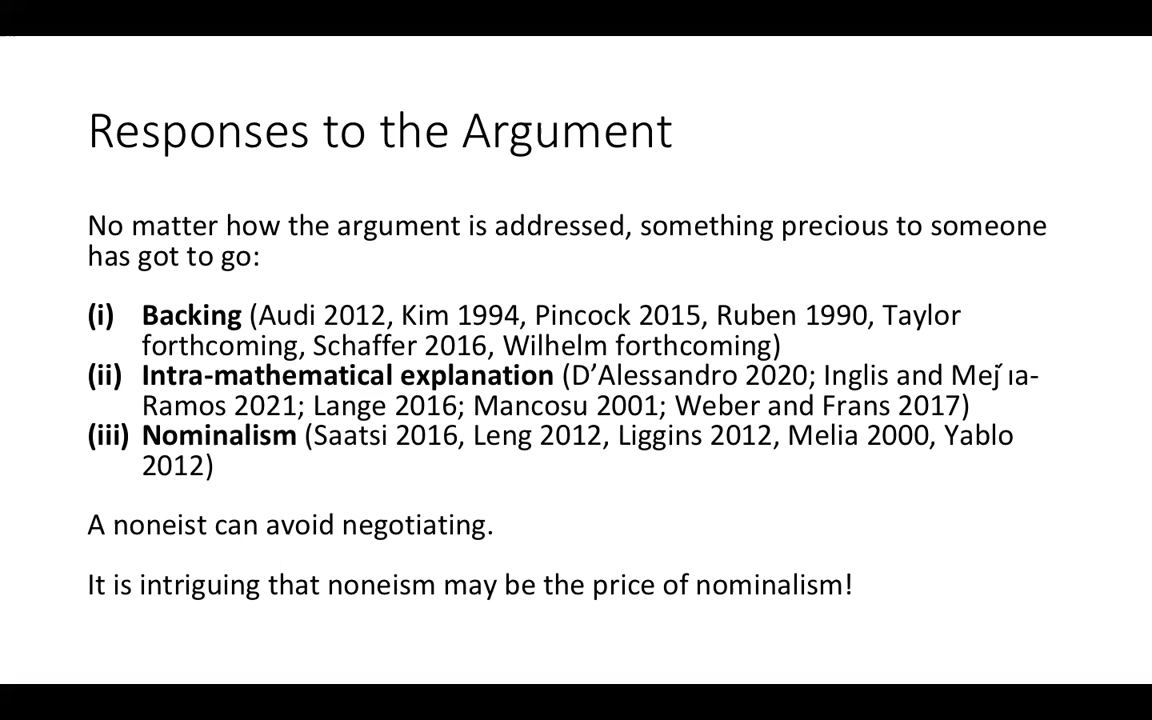 Responses to the Argument
No matter how the argument is addressed, something precious to someone
has got to go:
(i) Backing (Audi 2012, Kim 1994, Pincock 2015, Ruben 1990, Taylor
forthcoming, Schaffer 2016, Wilhelm forthcoming)
(ii) Intra-mathematical explanation (D’Alessandro 2020; Inglis and Mej́ıa-
Ramos 2021; Lange 2016; Mancosu 2001; Weber and Frans 2017)
(iii) Nominalism (Saatsi 2016, Leng 2012, Liggins 2012, Melia 2000, Yablo
2012)
A noneist can avoid negotiating.
It is intriguing that noneism may be the price of nominalism!